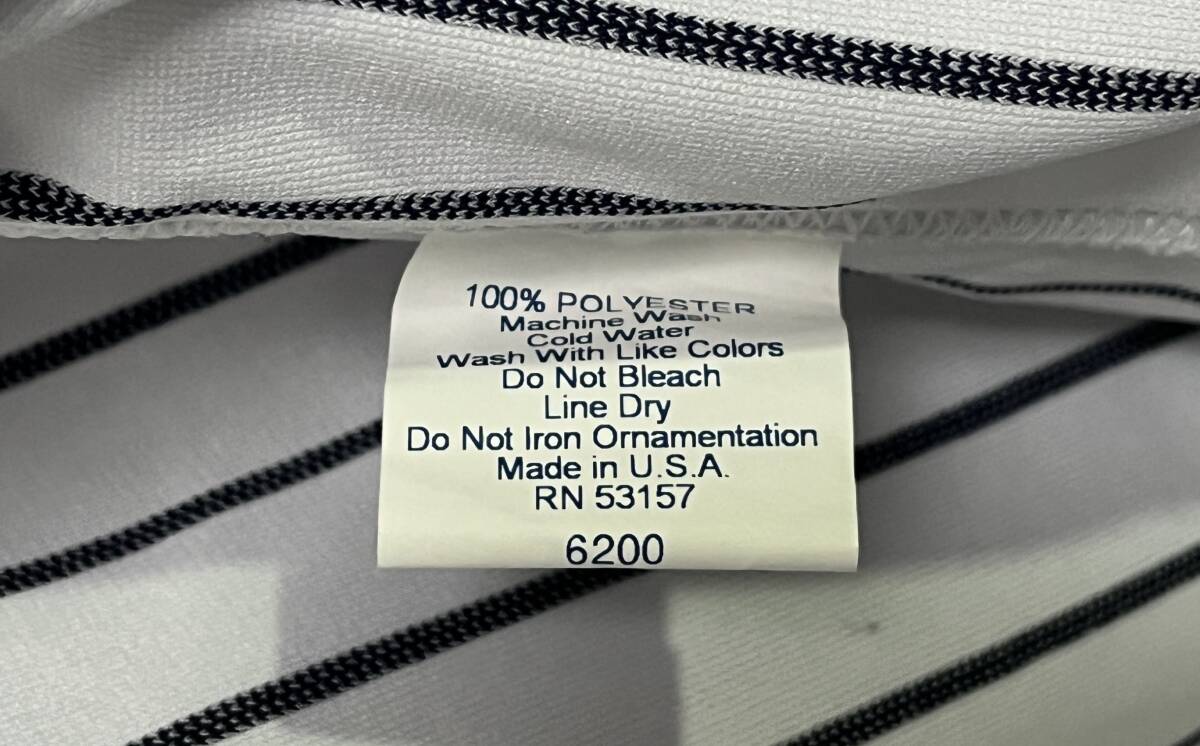 100% POLYESTER
Machine Wash
Cold Water
Wash With Like Colors
Do Not Bleach
Line Dry
Do Not Iron Ornamentation
Made in U.S.A.
RN 53157
6200